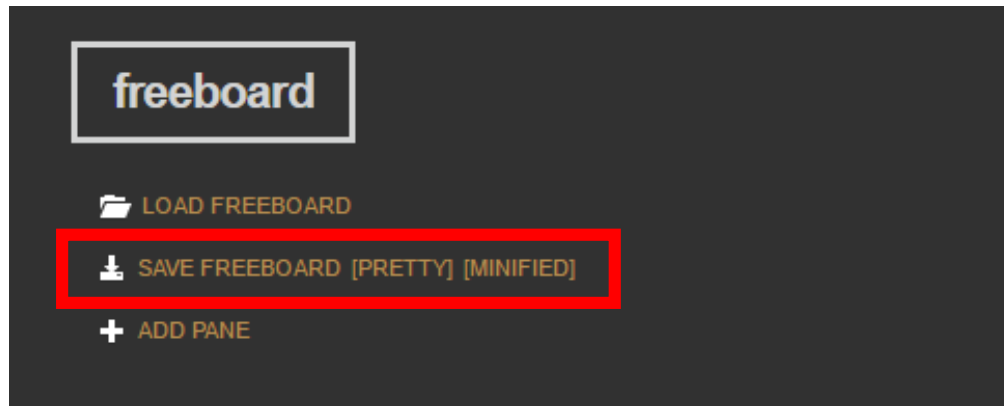 freeboard
LOAD FREEBOARD
SAVE FREEBOARD [PRETTY] [MINIFIED]
ADD PANE